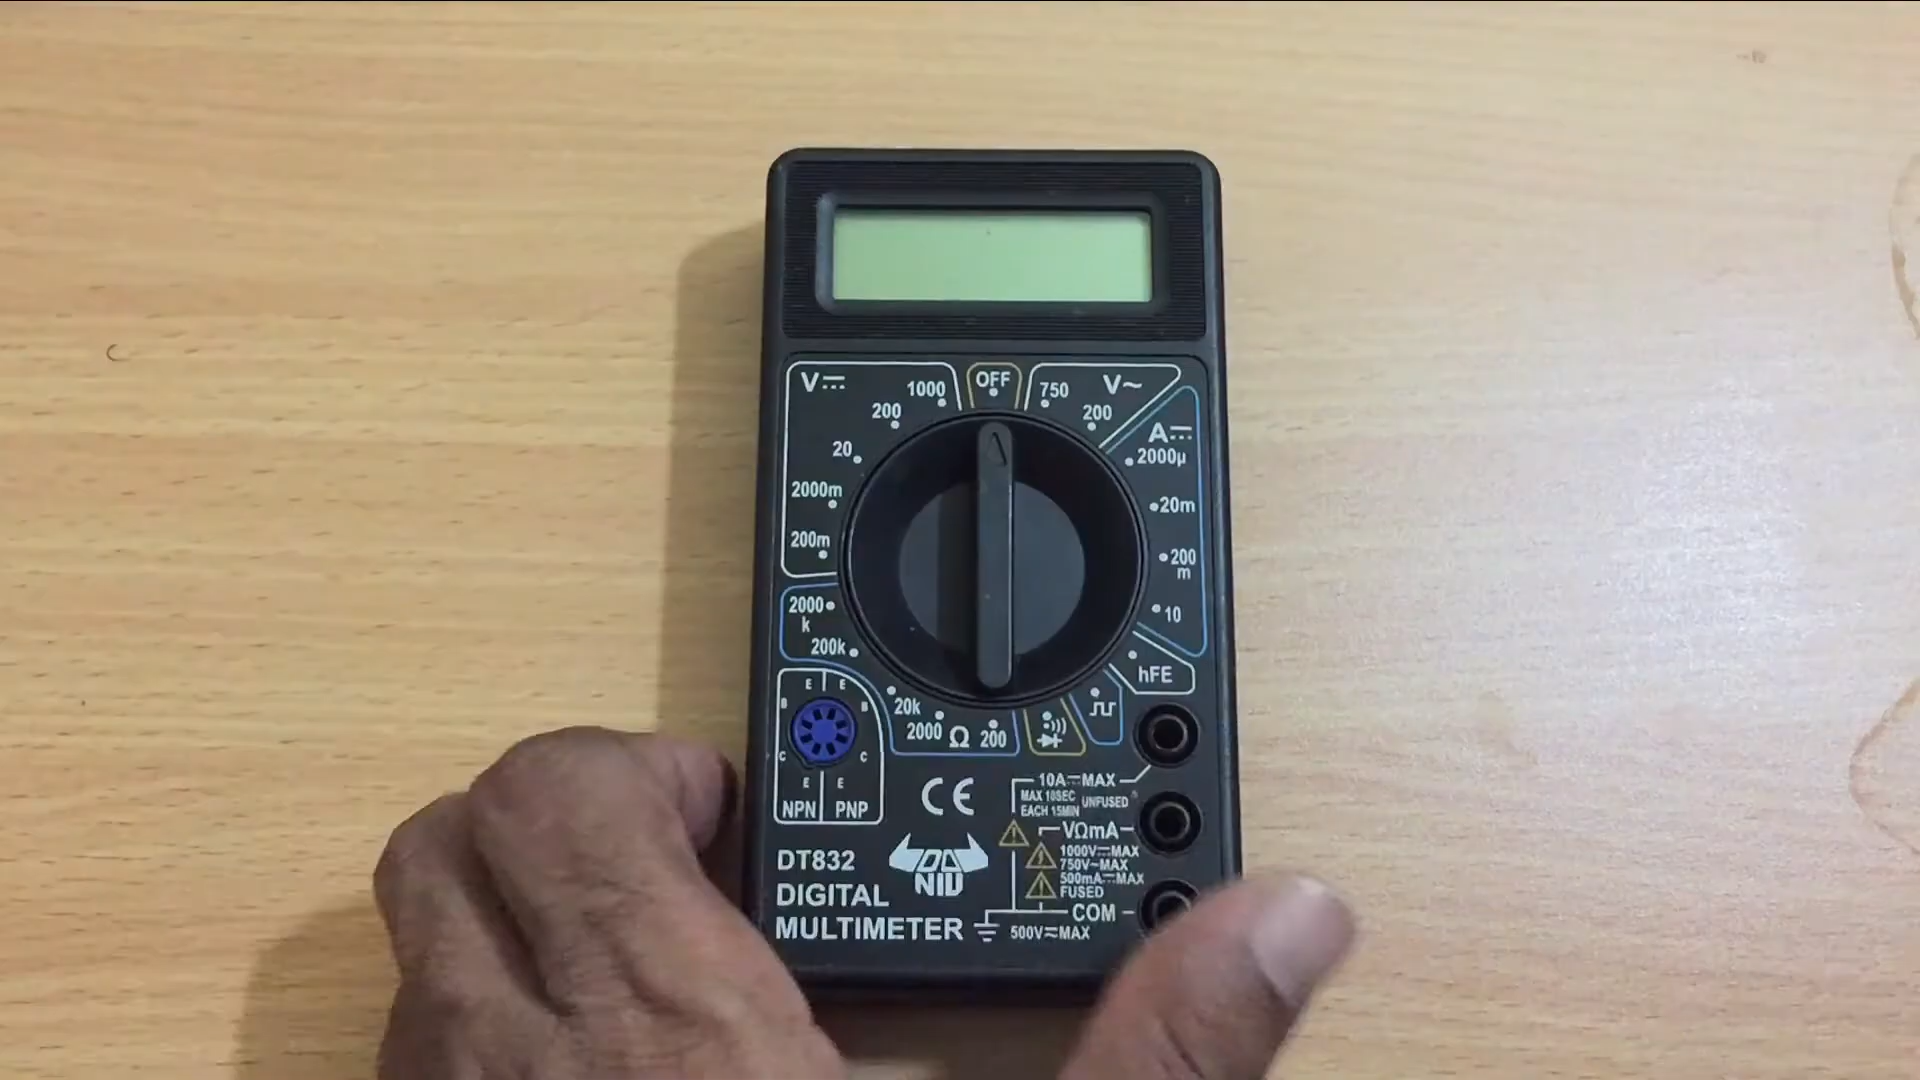 V⎓
1000
OFF
750
V~
200
200
A⎓
20
2000µ
2000m
20m
200m
200
m
2000
k
10
200k
hFE
E E
B B
20k
2000 Ω 200
C C
E E
NPN PNP
CE
10A⎓MAX
MAX 10SEC
EACH 15MIN
UNFUSED
VΩmA
1000V⎓MAX
750V~MAX
500mA⎓MAX
FUSED
DT832
DIGITAL
MULTIMETER
DA
NIU
COM
500V⎓MAX